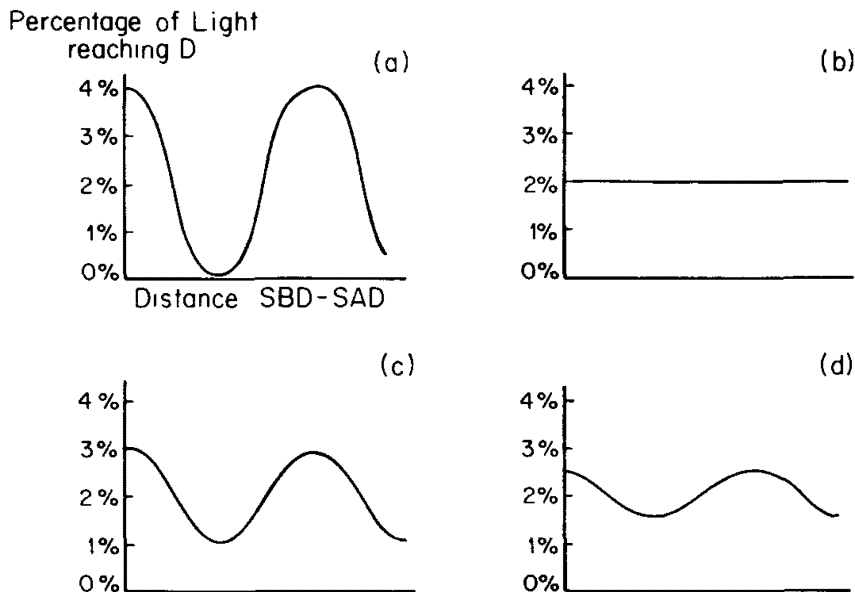 Percentage of Light
reaching D
(a)
4%
3%
2%
1%
0%
Distance SBD-SAD
(b)
4%
3%
2%
1%
0%
(c)
4%
3%
2%
1%
0%
(d)
4%
3%
2%
1%
0%